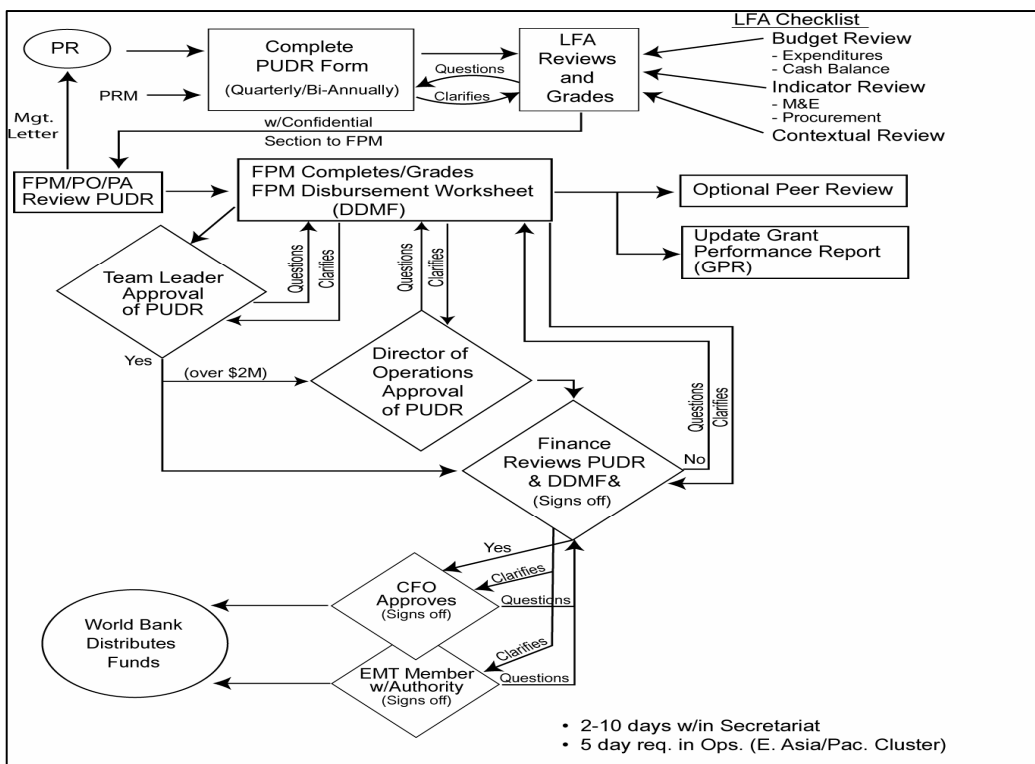 LFA Checklist
Budget Review
- Expenditures
- Cash Balance
Indicator Review
- M&E
- Procurement
Contextual Review
PR
Complete
PUDR Form
(Quarterly/Bi-Annually)
LFA
Reviews
and
Grades
Questions
Clarifies
PRM
Mgt.
Letter
w/Confidential
Section to FPM
FPM/PO/PA
Review PUDR
FPM Completes/Grades
FPM Disbursement Worksheet
(DDMF)
Optional Peer Review
Update Grant
Performance Report
(GPR)
Questions
Clarifies
Questions
Clarifies
Team Leader
Approval
of PUDR
Yes
(over $2M)
Director of
Operations
Approval
of PUDR
Questions
Clarifies
Finance
Reviews PUDR
& DDMF&
(Signs off)
No
Yes
Clarifies
CFO
Approves
(Signs off)
Questions
World Bank
Distributes
Funds
Clarifies
EMT Member
w/Authority
(Signs off)
Questions
• 2-10 days w/in Secretariat
• 5 day req. in Ops. (E. Asia/Pac. Cluster)